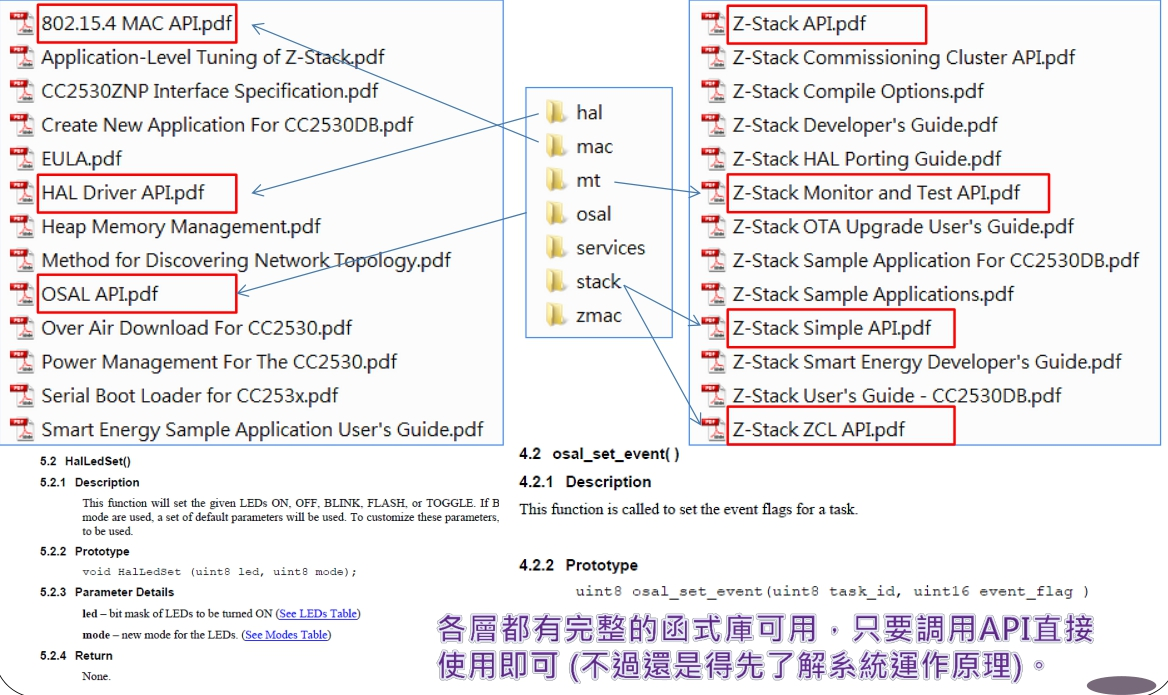 802.15.4 MAC API.pdf
Application-Level Tuning of Z-Stack.pdf
CC2530ZNP Interface Specification.pdf
Create New Application For CC2530DB.pdf
EULA.pdf
HAL Driver API.pdf
Heap Memory Management.pdf
Method for Discovering Network Topology.pdf
OSAL API.pdf
Over Air Download For CC2530.pdf
Power Management For The CC2530.pdf
Serial Boot Loader for CC253x.pdf
Smart Energy Sample Application User's Guide.pdf
hal
mac
mt
osal
services
stack
zmac
Z-Stack API.pdf
Z-Stack Commissioning Cluster API.pdf
Z-Stack Compile Options.pdf
Z-Stack Developer's Guide.pdf
Z-Stack HAL Porting Guide.pdf
Z-Stack Monitor and Test API.pdf
Z-Stack OTA Upgrade User's Guide.pdf
Z-Stack Sample Application For CC2530DB.pdf
Z-Stack Sample Applications.pdf
Z-Stack Simple API.pdf
Z-Stack Smart Energy Developer's Guide.pdf
Z-Stack User's Guide - CC2530DB.pdf
Z-Stack ZCL API.pdf
5.2 HalLedSet()
5.2.1 Description
This function will set the given LEDs ON, OFF, BLINK, FLASH, or TOGGLE. If B
mode are used, a set of default parameters will be used. To customize these parameters,
to be used.
5.2.2 Prototype
void HalLedSet (uint8 led, uint8 mode);
5.2.3 Parameter Details
led – bit mask of LEDs to be turned ON (See LEDs Table)
mode – new mode for the LEDs. (See Modes Table)
5.2.4 Return
None.
4.2 osal_set_event( )
4.2.1 Description
This function is called to set the event flags for a task.
4.2.2 Prototype
uint8 osal_set_event(uint8 task_id, uint16 event_flag )
各層都有完整的函式庫可用，只要調用API直接
使用即可 (不過還是得先了解系統運作原理)。